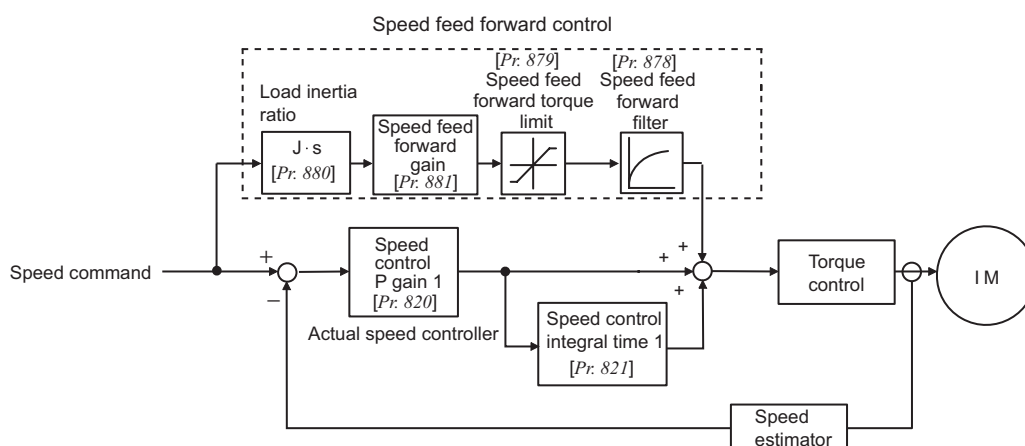 Speed feed forward control
[Pr. 879]
Speed feed
forward torque
limit
[Pr. 878]
Speed feed
forward
filter
Load inertia
ratio
J · s
[Pr. 880]
Speed feed
forward
gain
[Pr. 881]
Speed command
+
−
Speed
control
P gain 1
[Pr. 820]
Actual speed controller
Speed control
integral time 1
[Pr. 821]
+
+
+
Torque
control
I M
Speed
estimator